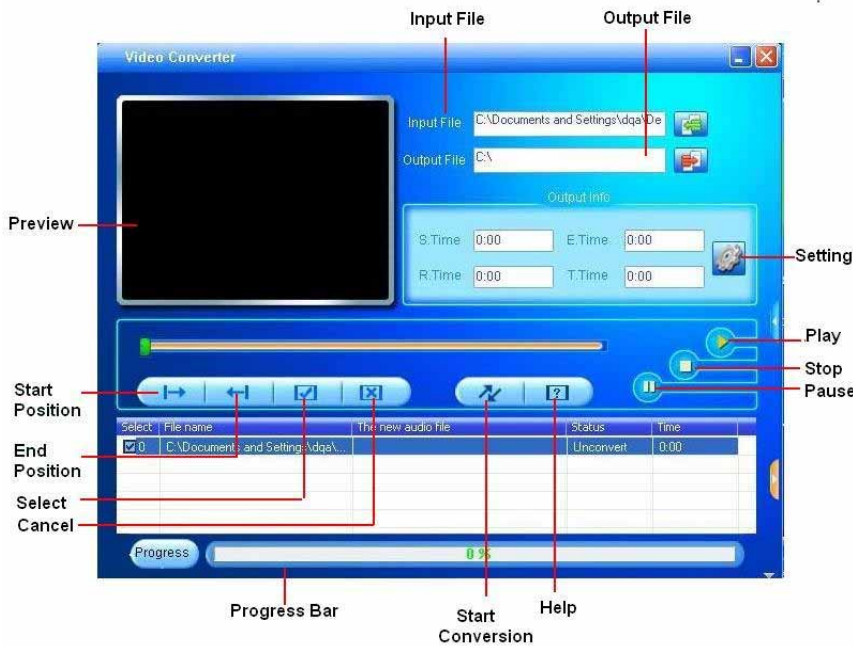 Input File
Output File
Video Converter
Input File
C:\Documents and Settings\dqa\De
Output File
C:\
Output Info
Preview
S.Time
0:00
E.Time
0:00
Setting
R.Time
0:00
T.Time
0:00
Play
Stop
Pause
Start
Position
Select
File name
The new audio file
Status
Time
0
C:\Documents and Settings\dqa\...
Unconvert
0:00
End
Position
Select
Cancel
Progress
0 %
Progress Bar
Start
Conversion
Help